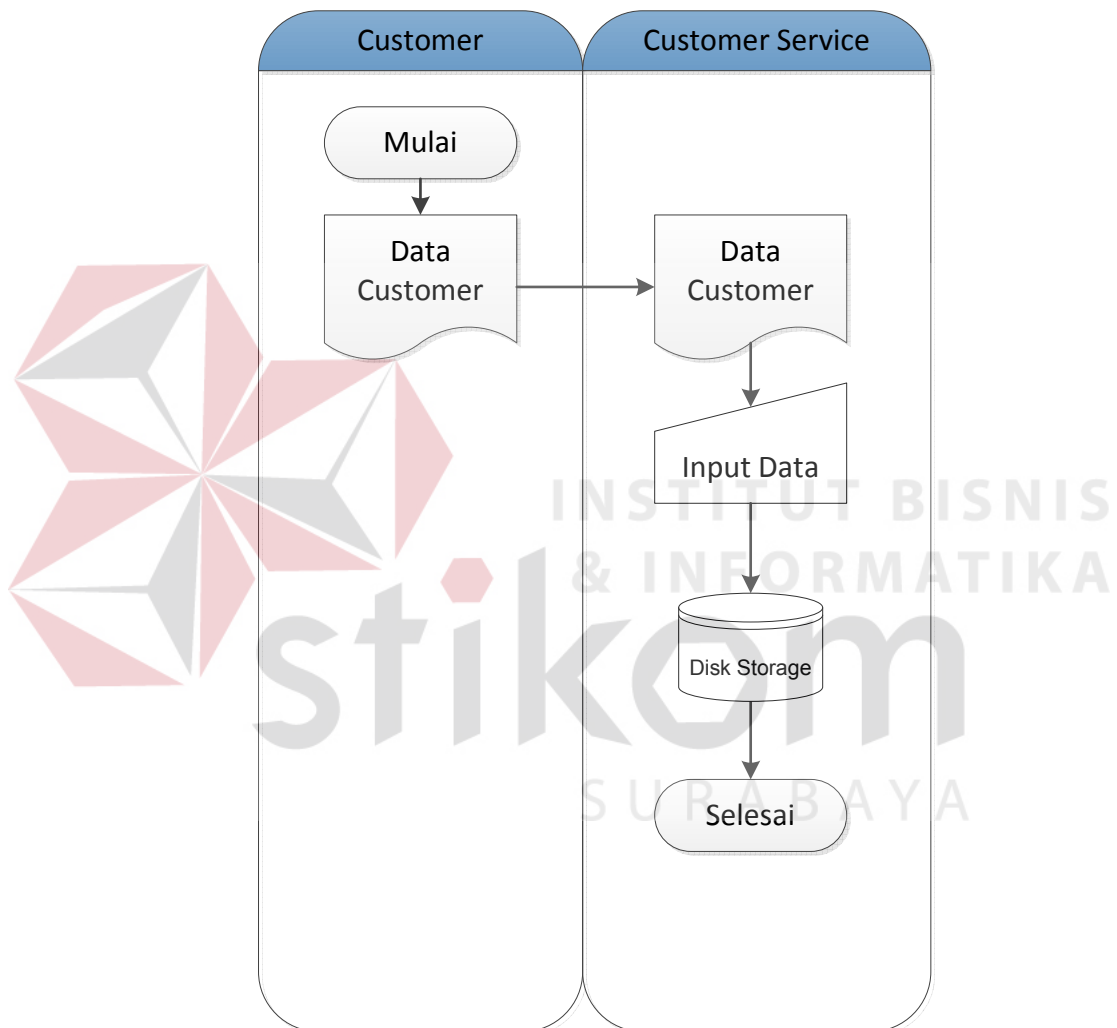 Customer
Customer Service
Mulai
Data
Customer
Data
Customer
Input Data
Disk Storage
Selesai
INSTITUT BISNIS
& INFORMATIKA
stikom
SURABAYA